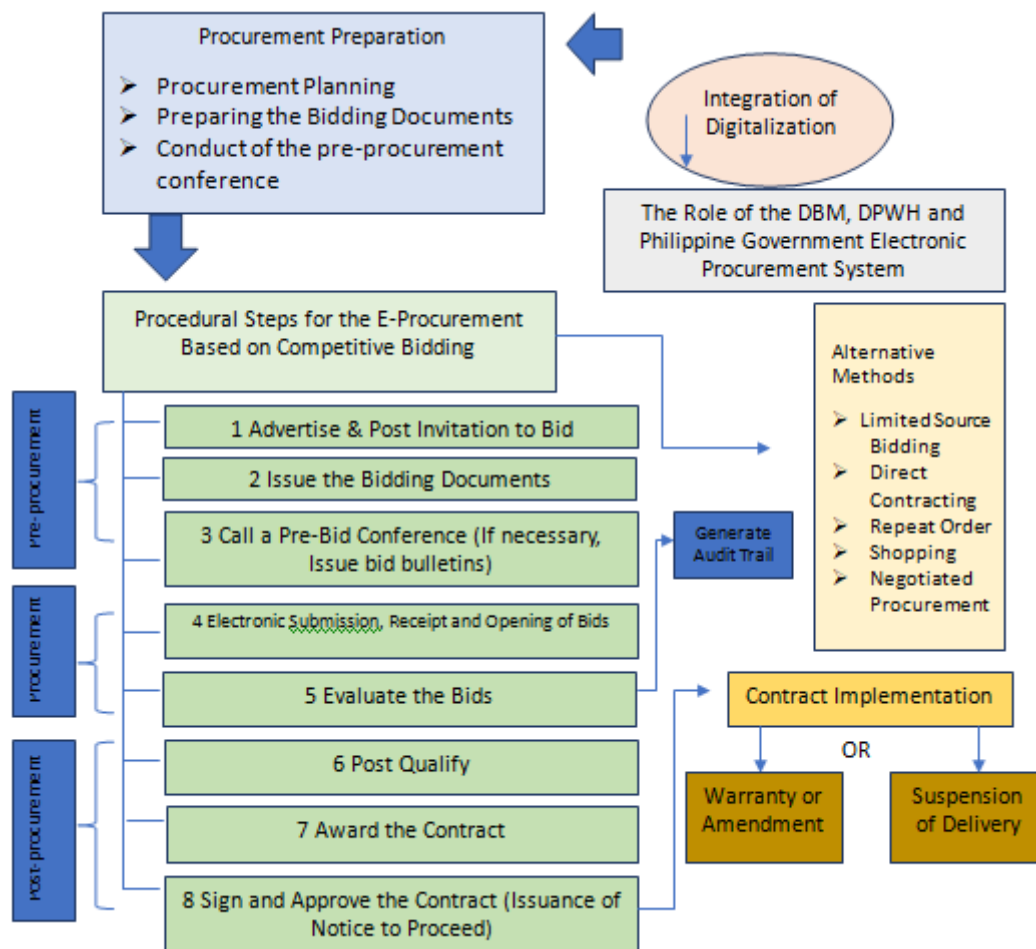 Procurement Preparation
➢ Procurement Planning
➢ Preparing the Bidding Documents
➢ Conduct of the pre-procurement
conference
Integration of
Digitalization
The Role of the DBM, DPWH and
Philippine Government Electronic
Procurement System
Procedural Steps for the E-Procurement
Based on Competitive Bidding
Alternative
Methods
➢ Limited Source
Bidding
➢ Direct
Contracting
➢ Repeat Order
➢ Shopping
➢ Negotiated
Procurement
Pre-procurement
1 Advertise & Post Invitation to Bid
2 Issue the Bidding Documents
3 Call a Pre-Bid Conference (If necessary,
Issue bid bulletins)
Generate
Audit Trail
Procurement
4 Electronic Submission, Receipt and Opening of Bids
5 Evaluate the Bids
Contract Implementation
OR
Warranty or
Amendment
Suspension
of Delivery
Post-procurement
6 Post Qualify
7 Award the Contract
8 Sign and Approve the Contract (Issuance of
Notice to Proceed)